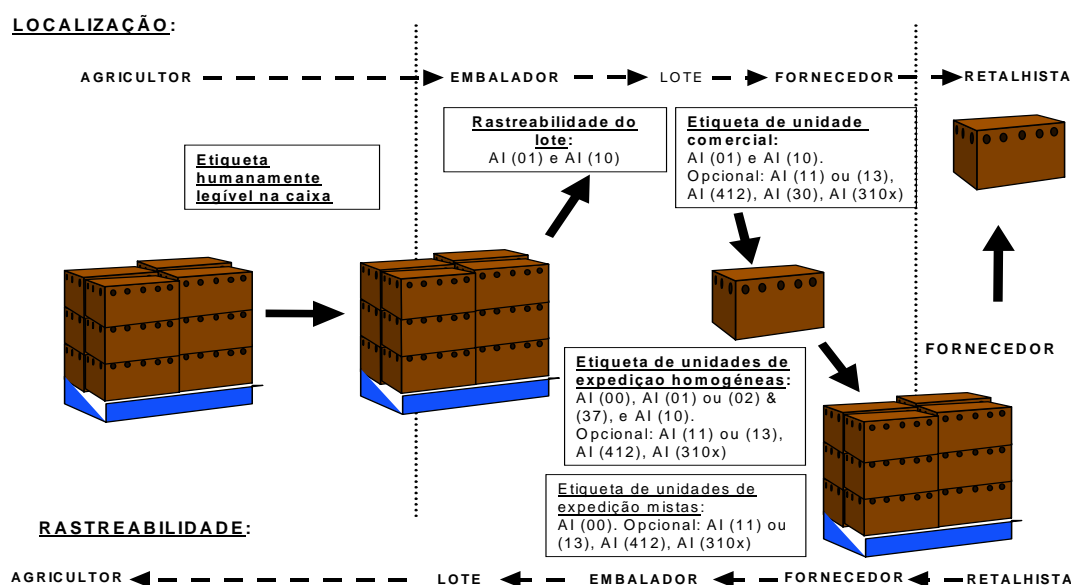 LOCALIZAÇÃO:
AGRICULTOR
EMBALADOR
LOTE
FORNECEDOR
RETALHISTA
Etiqueta
humanamente
legível na caixa
Rastreabilidade do
lote:
AI (01) e AI (10)
Etiqueta de unidade
comercial:
AI (01) e AI (10).
Opcional: AI (11) ou (13),
AI (412), AI (30), AI (310x)
FORNECEDOR
Etiqueta de unidades de
expediçao homogéneas:
AI (00), AI (01) ou (02) &
(37), e AI (10).
Opcional: AI (11) ou (13),
AI (412), AI (310x)
Etiqueta de unidades de
expedição mistas:
AI (00). Opcional: AI (11) ou
(13), AI (412), AI (310x)
RASTREABILIDADE:
AGRICULTOR
LOTE
EMBALADOR
FORNECEDOR
RETALHISTA